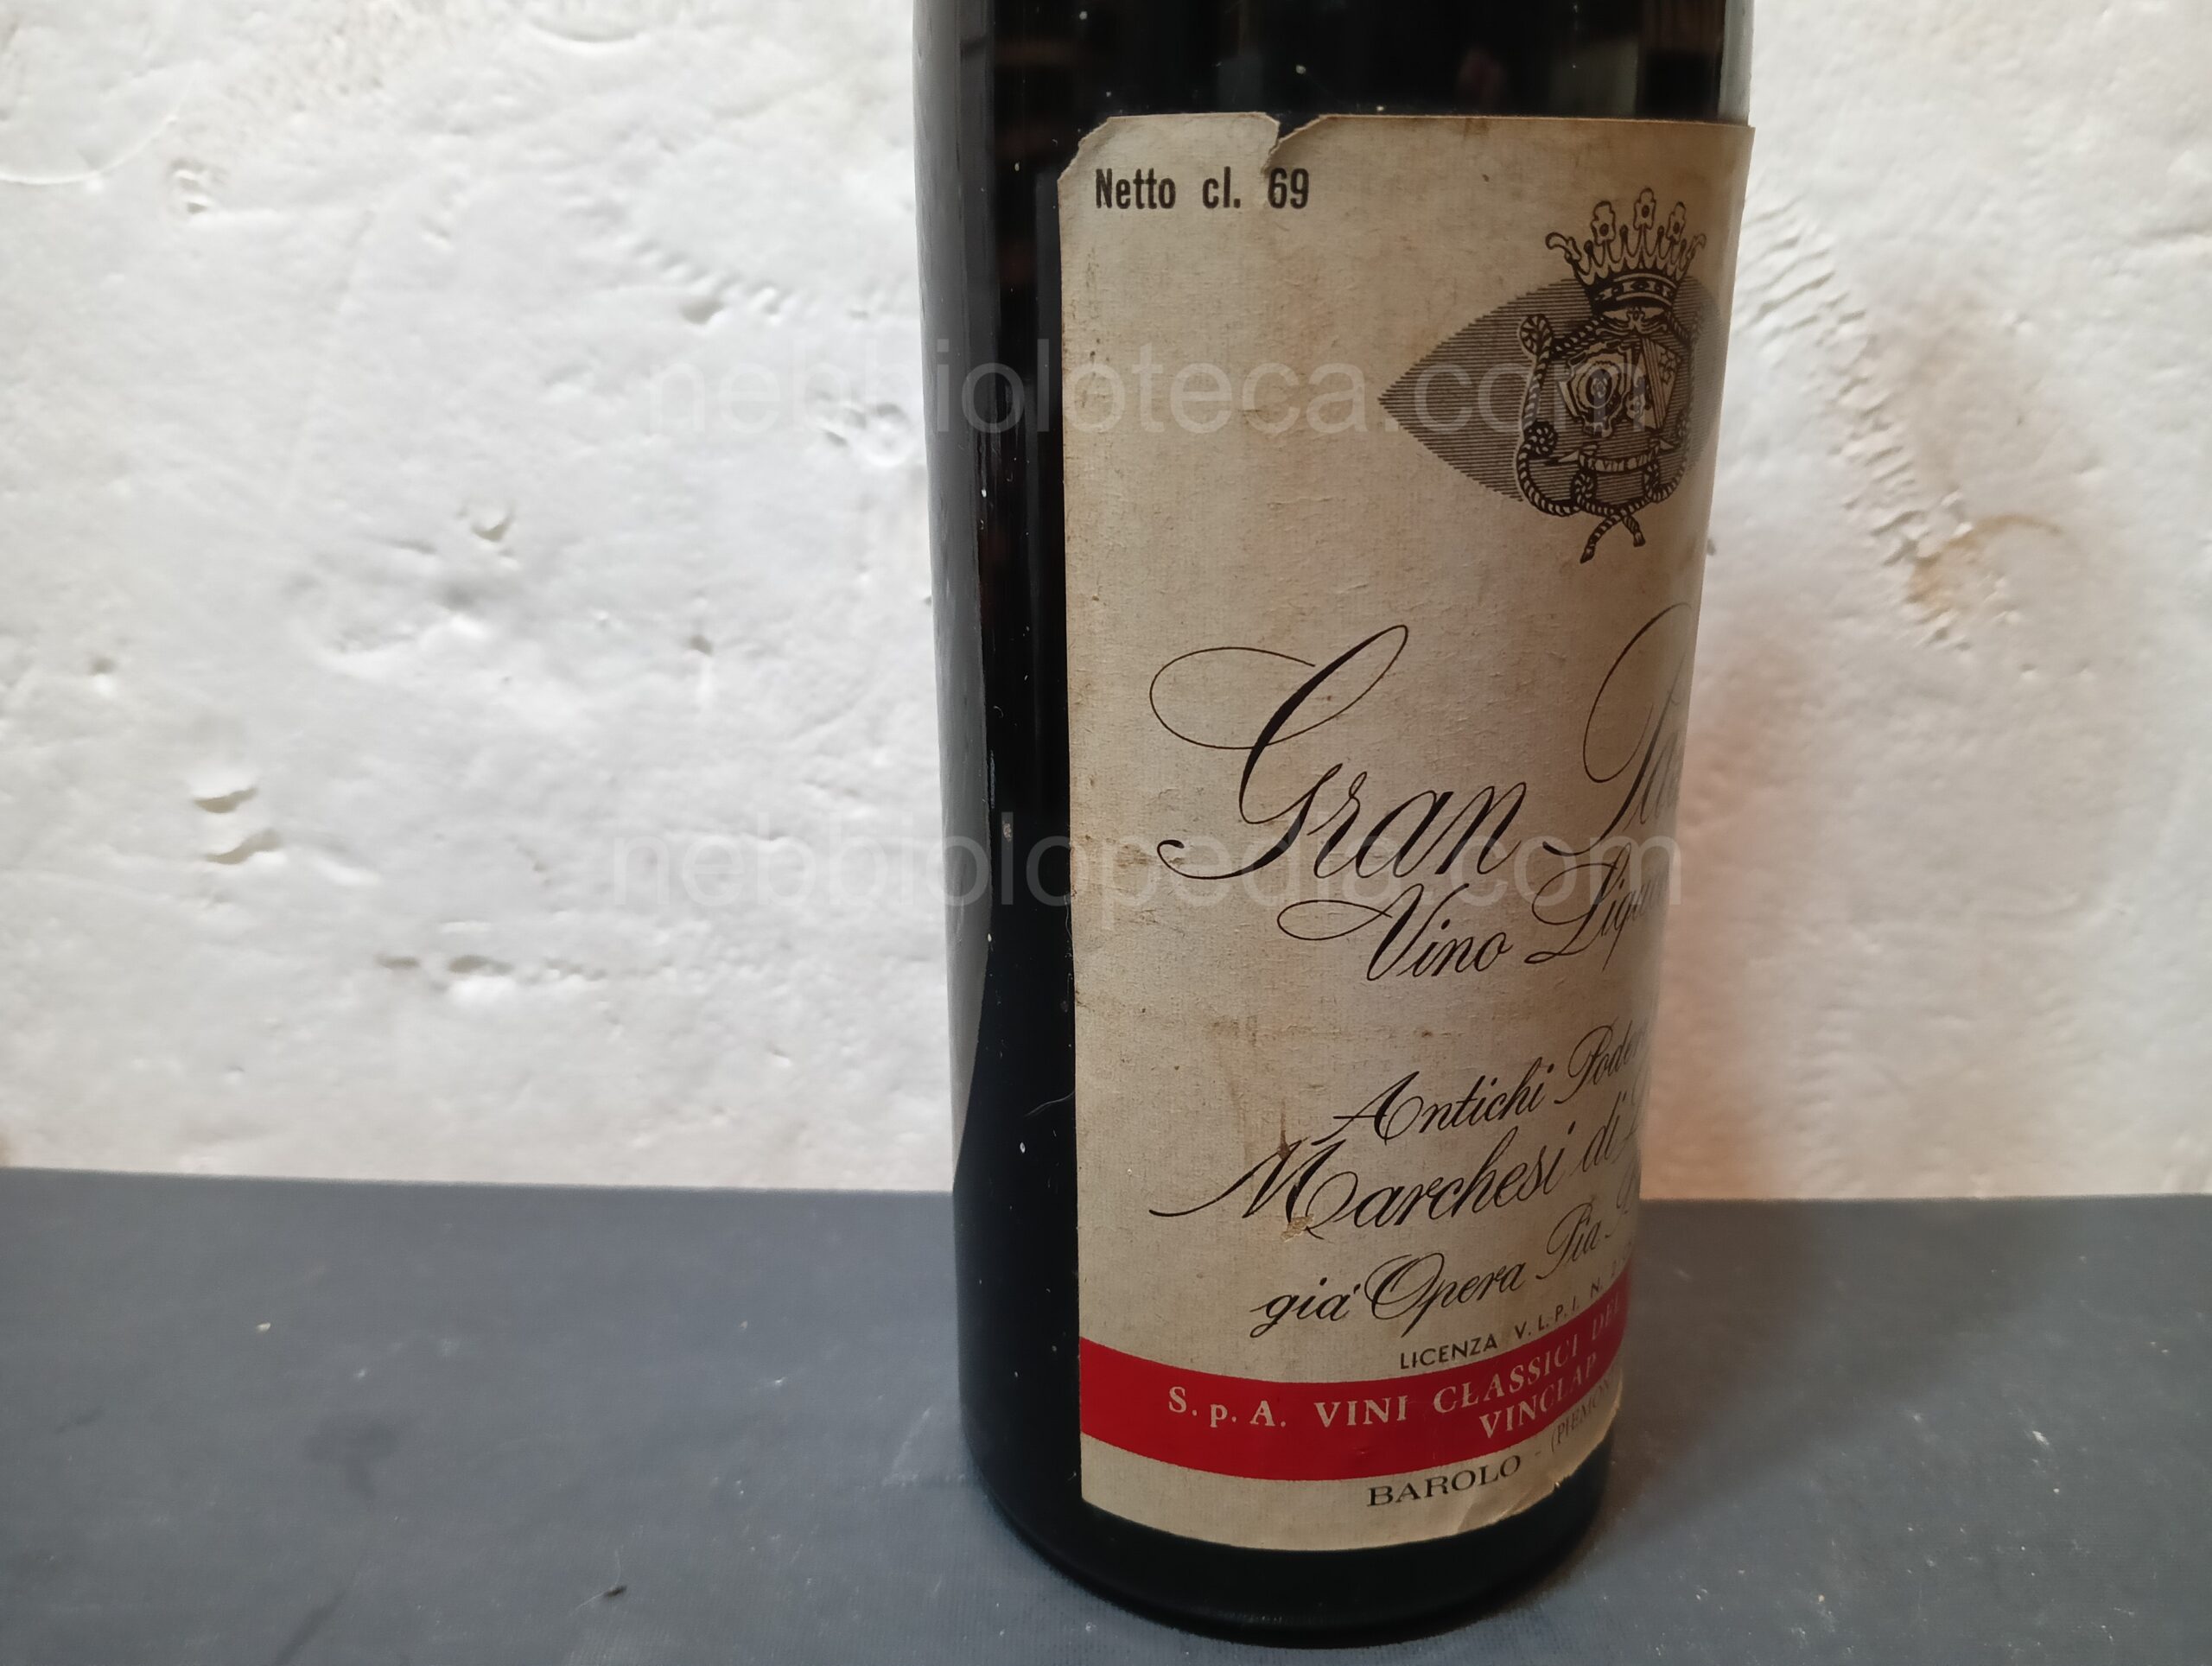 Netto cl. 69
nebbioloteca.com
Gran
nebbiolopedia.com
Vino
Antichi
Marchesi di
già Opera Pia
LICENZA V.L.P.I. N.
S.p.A. VINI CLASSICI DEL
VINCLAP
BAROLO -